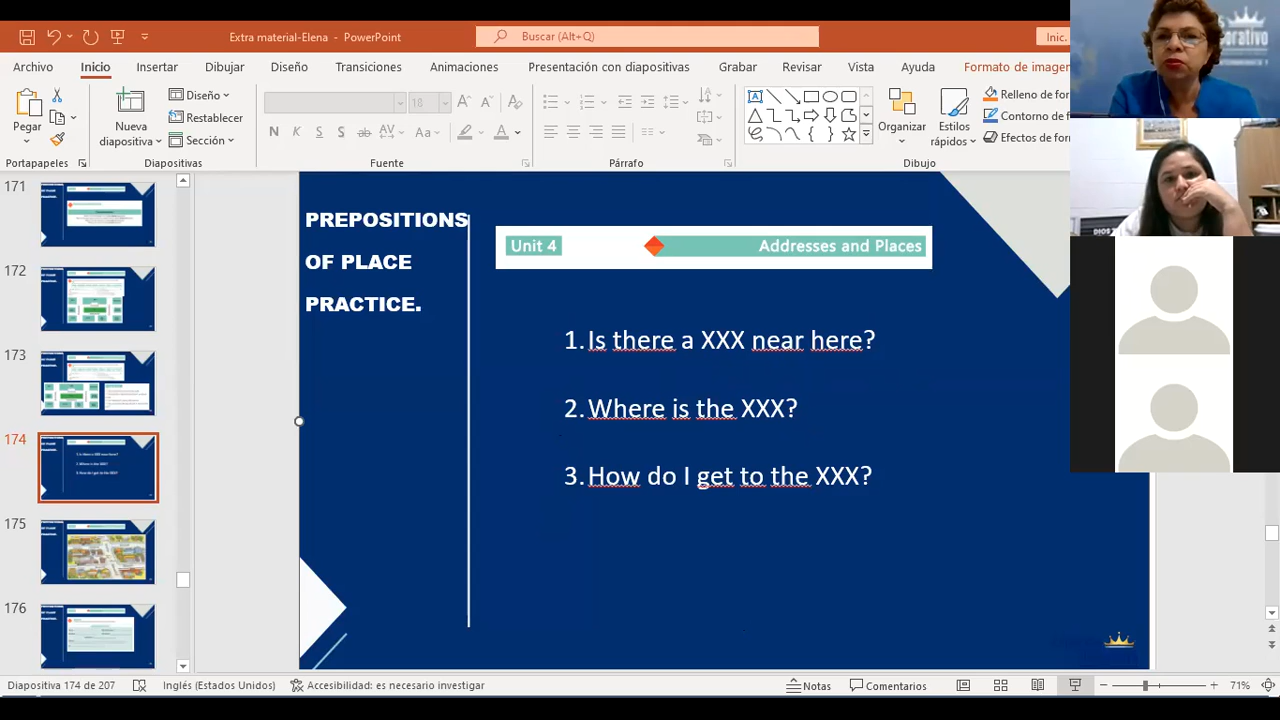 Extra material-Elena - PowerPoint
Buscar (Alt+Q)
Inic.
Archivo
Inicio
Insertar
Dibujar
Diseño
Transiciones
Animaciones
Presentación con diapositivas
Grabar
Revisar
Vista
Ayuda
Formato de imagen
Pegar
Nueva
diapositiva
Diseño
Restablecer
Sección
18
N K S S ab AV Aa A
Organizar
Estilos
rápidos
Relleno de for
Contorno de f
Efectos de for
Portapapeles
Diapositivas
Fuente
Párrafo
Dibujo
171
172
173
174
175
176
PREPOSITIONS
OF PLACE
PRACTICE.
Unit 4
Addresses and Places
1. Is there a XXX near here?
2. Where is the XXX?
3. How do I get to the XXX?
Diapositiva 174 de 207
Inglés (Estados Unidos)
Accesibilidad: es necesario investigar
Notas
Comentarios
71%